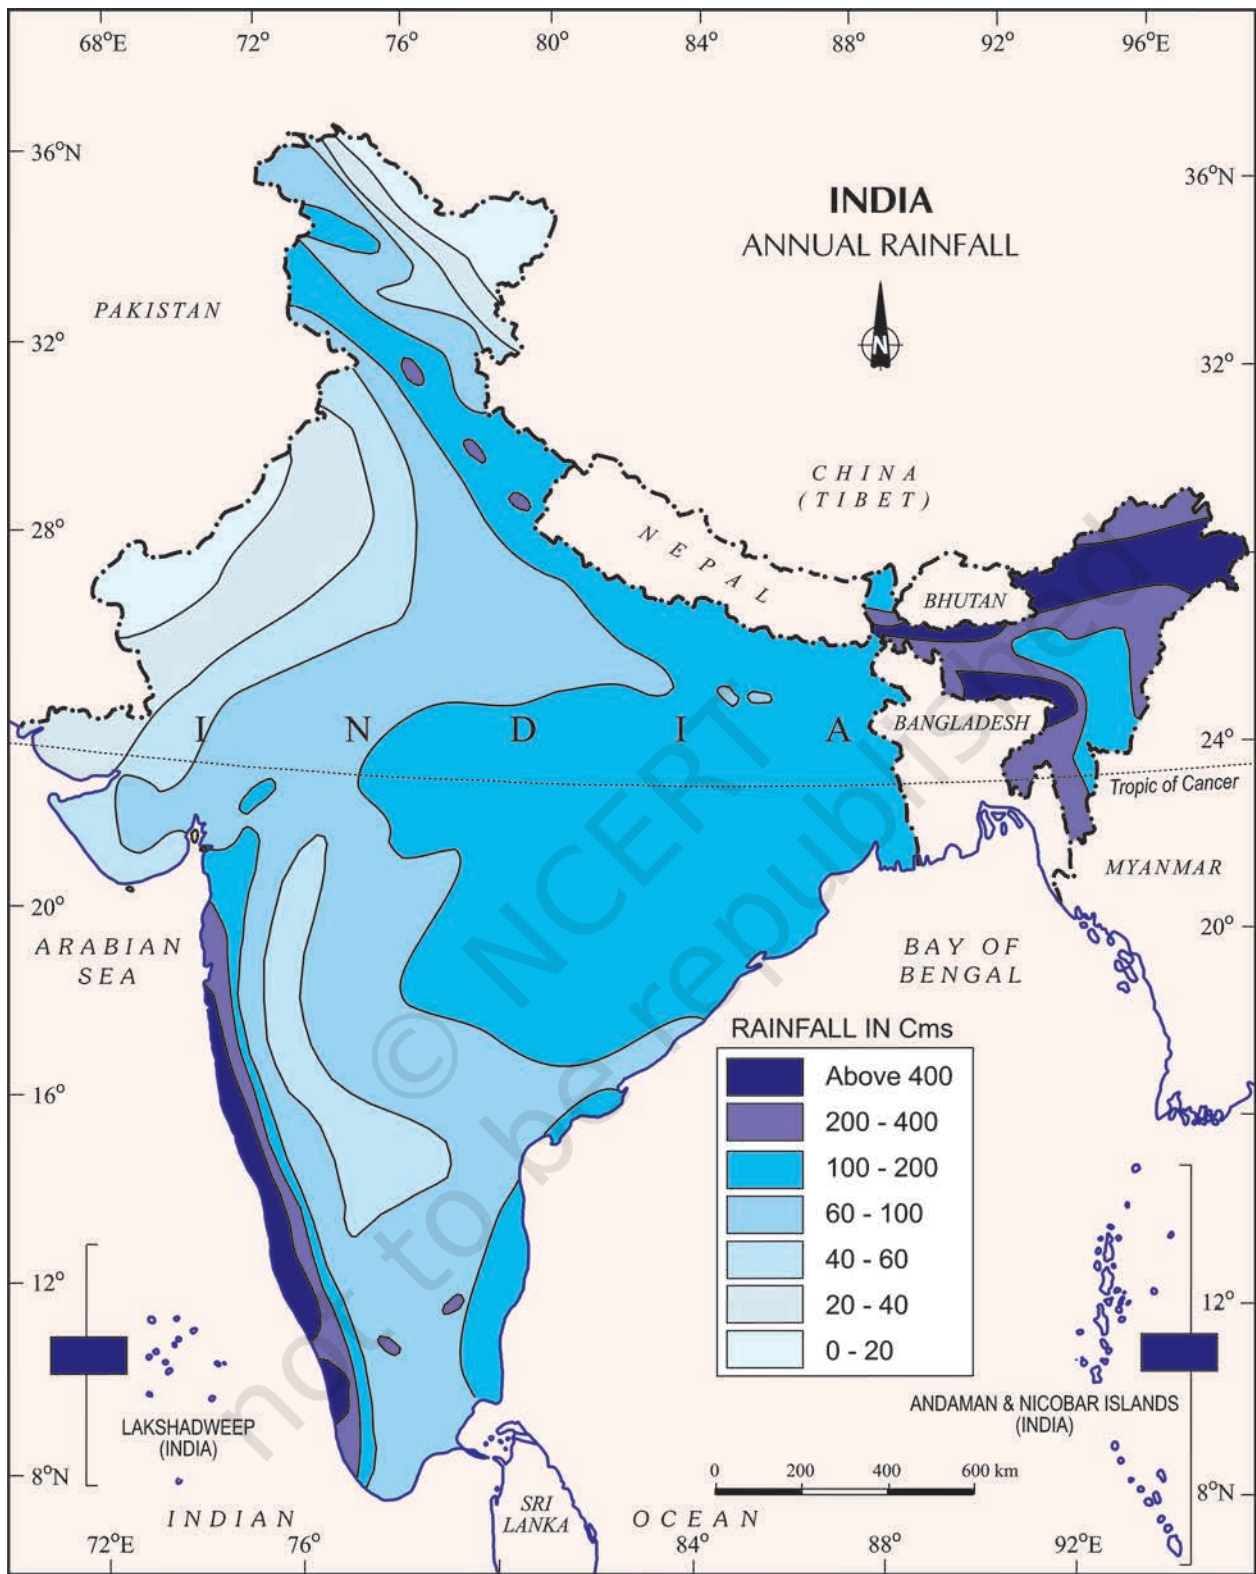 68°E 72° 76° 80° 84° 88° 92° 96°E
36°N
36°N
INDIA
ANNUAL RAINFALL
N
PAKISTAN
32°
32°
CHINA
(TIBET)
28°
NEPAL
BHUTAN
INDIA
BANGLADESH
24°
Tropic of Cancer
MYANMAR
20°
20°
ARABIAN
SEA
BAY OF
BENGAL
RAINFALL IN Cms
Above 400
200 - 400
100 - 200
60 - 100
40 - 60
20 - 40
0 - 20
16°
12°
12°
LAKSHADWEEP
(INDIA)
ANDAMAN & NICOBAR ISLANDS
(INDIA)
8°N
8°N
0 200 400 600 km
SRI
LANKA
INDIAN OCEAN
72°E 76° 84° 88° 92°E
© NCERT
not to be republished